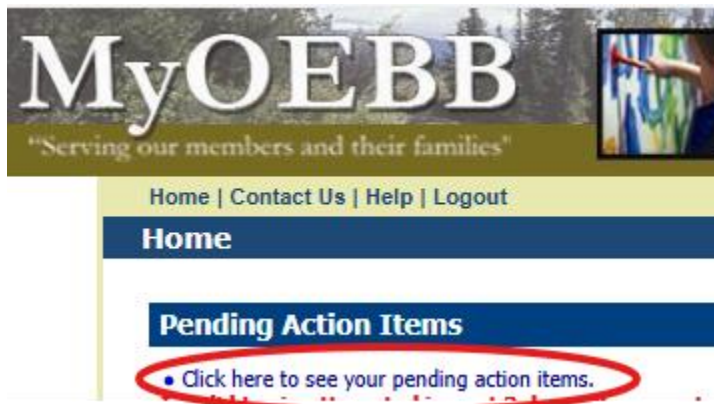 MyOEBB
"Serving our members and their families"
Home | Contact Us | Help | Logout
Home
Pending Action Items
• Click here to see your pending action items.